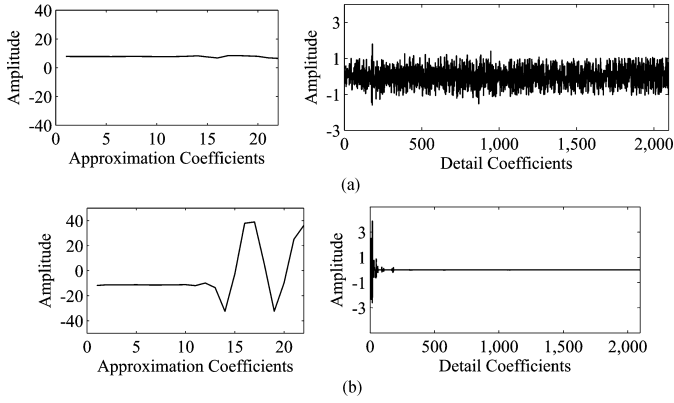 40
20
0
-20
-40
Amplitude
0 5 10 15 20
Approximation Coefficients
3
1
-1
-3
Amplitude
0 500 1,000 1,500 2,000
Detail Coefficients
(a)
40
20
0
-20
-40
Amplitude
0 5 10 15 20
Approximation Coefficients
3
1
-1
-3
Amplitude
0 500 1,000 1,500 2,000
Detail Coefficients
(b)